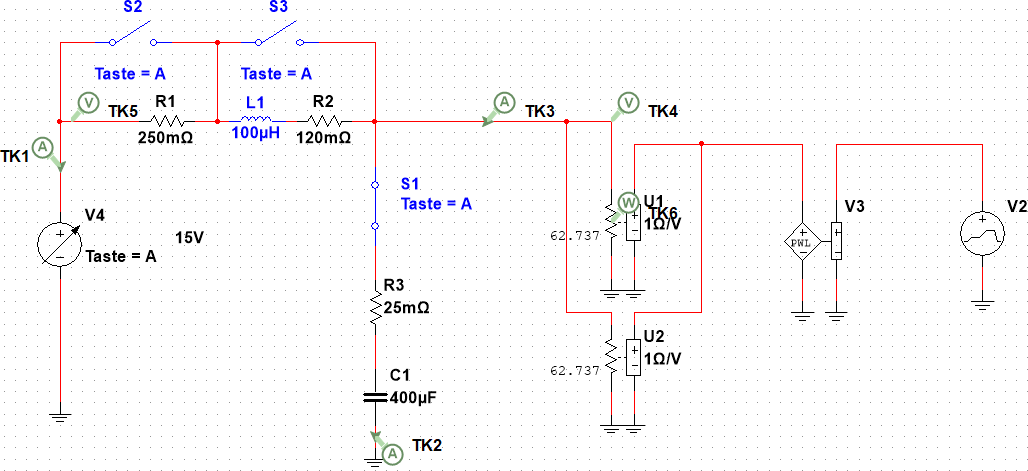 S2
S3
Taste = A
Taste = A
V
TK5
R1
250mΩ
L1
100µH
R2
120mΩ
A
TK3
V
TK4
TK1
A
S1
Taste = A
V4
15V
Taste = A
W
U1
TK6
1Ω/V
62.737
PWL
V3
V2
R3
25mΩ
U2
1Ω/V
62.737
C1
400µF
A
TK2